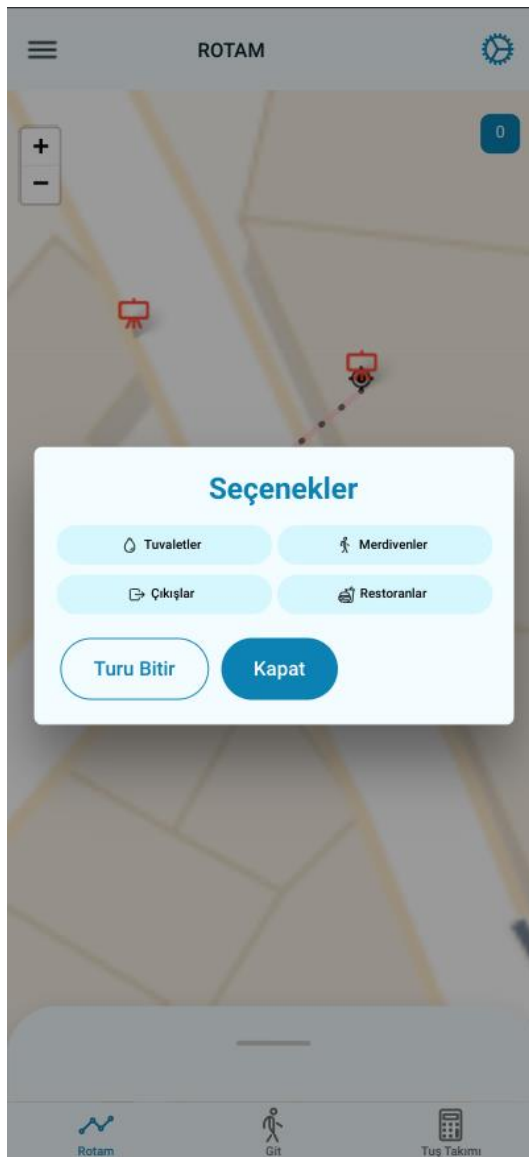 ROTAM
+
0
−
Seçenekler
Tuvaletler Merdivenler
Çıkışlar Restoranlar
Turu Bitir Kapat
Rotam Git Tuş Takımı